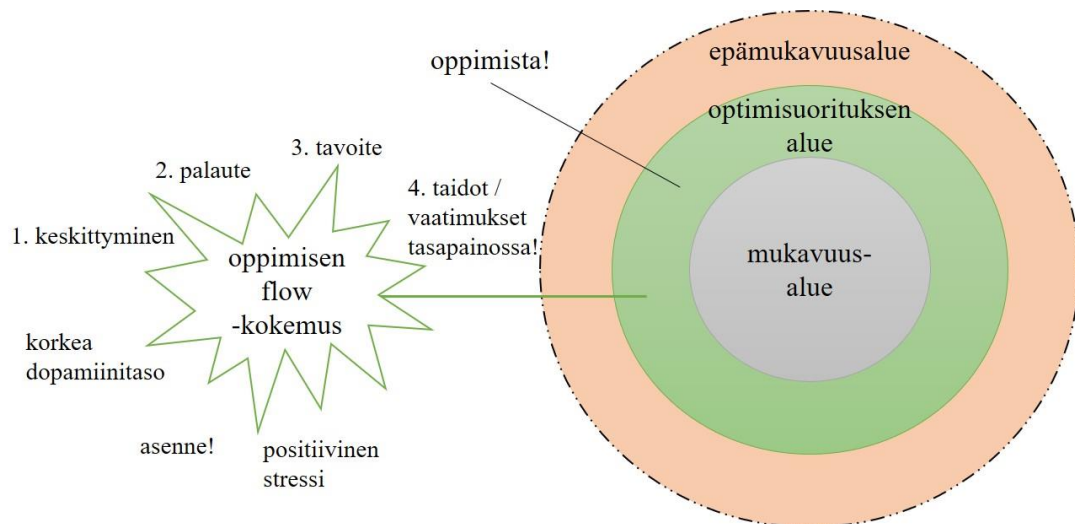 oppimista!
epämukavuusalue
optimisuorituksen
alue
mukavuus-
alue
1. keskittyminen
2. palaute
3. tavoite
4. taidot /
vaatimukset
tasapainossa!
oppimisen
flow
-kokemus
korkea
dopamiinitaso
asenne!
positiivinen
stressi